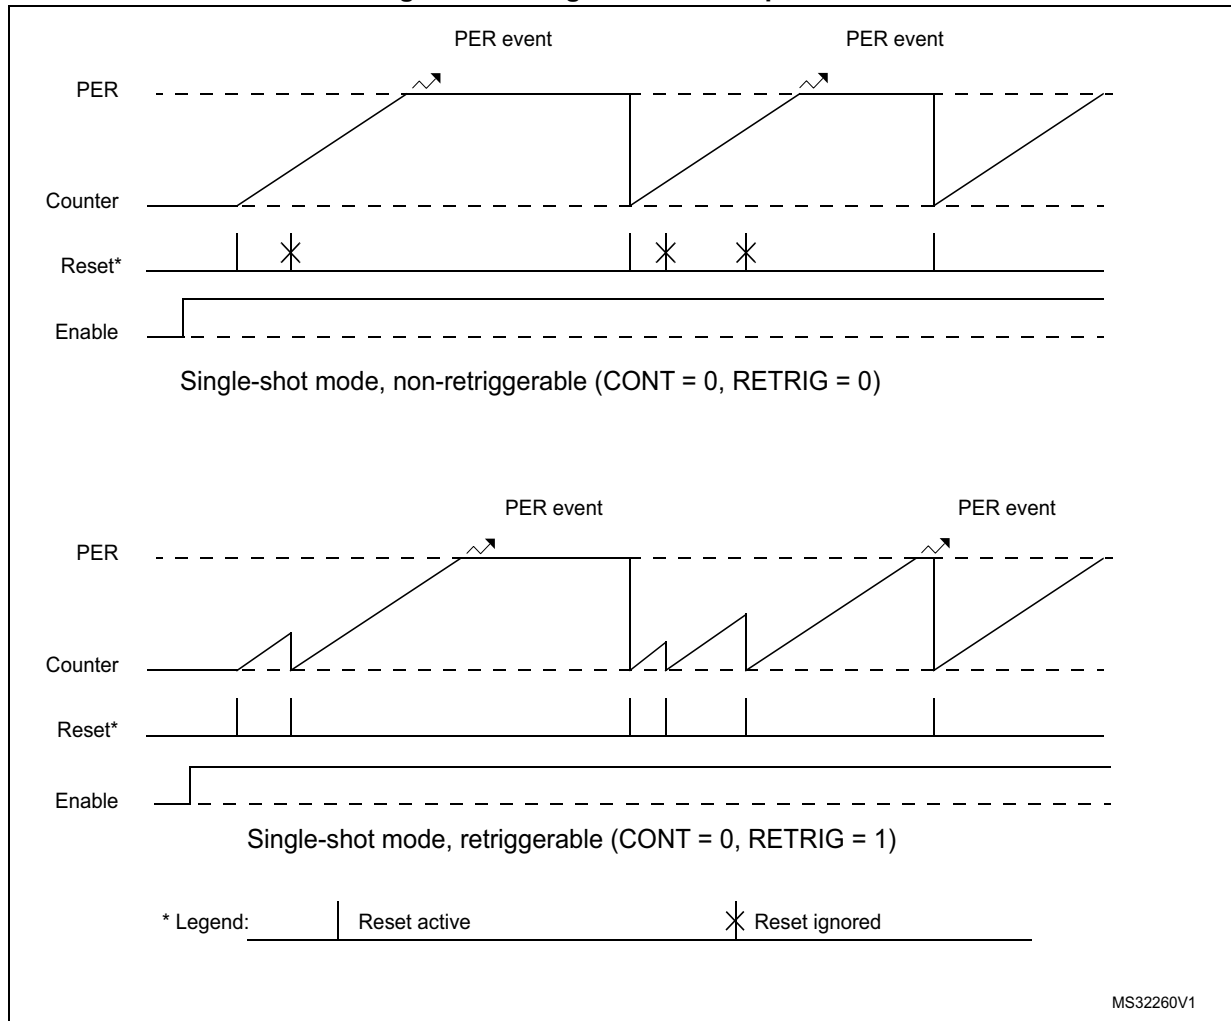 PER event PER event
PER
Counter
Reset*
Enable
Single-shot mode, non-retriggerable (CONT = 0, RETRIG = 0)
PER event PER event
PER
Counter
Reset*
Enable
Single-shot mode, retriggerable (CONT = 0, RETRIG = 1)
* Legend: Reset active Reset ignored
MS32260V1